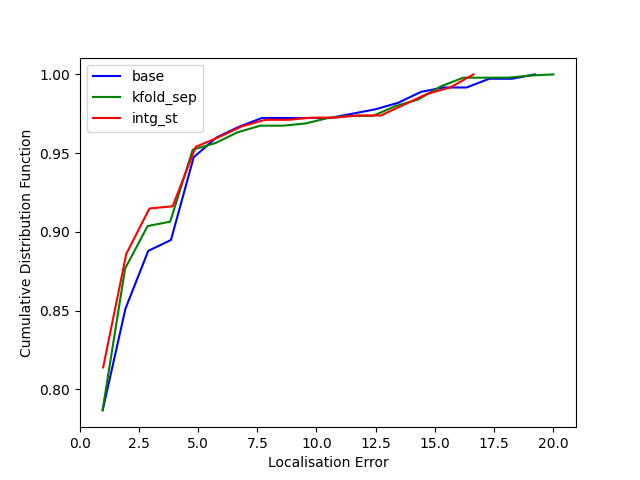 base
kfold_sep
intg_st
1.00
0.95
0.90
0.85
0.80
Cumulative Distribution Function
0.0 2.5 5.0 7.5 10.0 12.5 15.0 17.5 20.0
Localisation Error